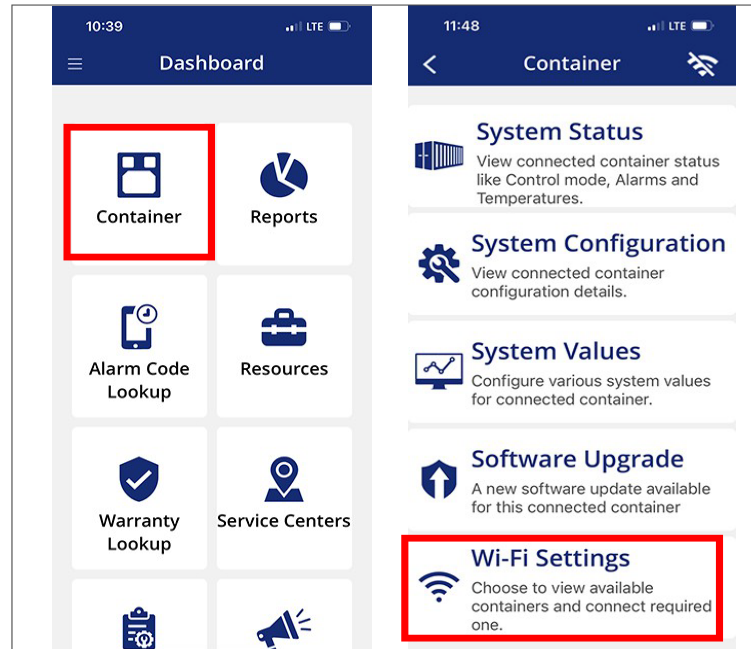 10:39
LTE
Dashboard
Container
Reports
Alarm Code
Lookup
Resources
Warranty
Lookup
Service Centers
11:48
LTE
Container
System Status
View connected container status
like Control mode, Alarms and
Temperatures.
System Configuration
View connected container
configuration details.
System Values
Configure various system values
for connected container.
Software Upgrade
A new software update available
for this connected container
Wi-Fi Settings
Choose to view available
containers and connect required
one.